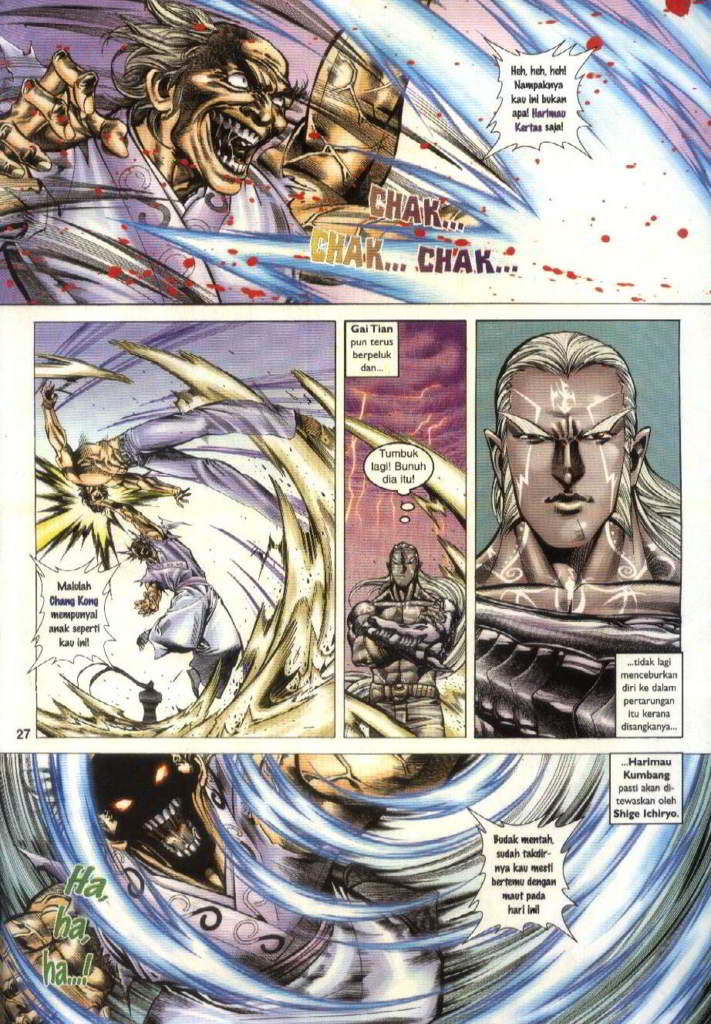 Heh, heh, heh!
Nampaknya
kau ini bukan
apa! Harimau
Kertas saja!
CHAK...
CHAK... CHAK...
Malulah
Chang Kong
mempunyai
anak seperti
kau ini!
Gai Tian
pun terus
berpeluk
dan...
Tumbuk
lagi! Bunuh
dia itu!
...tidak lagi
menceburkan
diri ke dalam
pertarungan
itu kerana
disangkanya...
27
...Harimau
Kumbang
pasti akan di-
tewaskan oleh
Shige Ichiryo.
Budak mentah,
sudah takdir-
nya kau mesti
bertemu dengan
maut pada
hari ini!
Ha,
ha,
ha...!